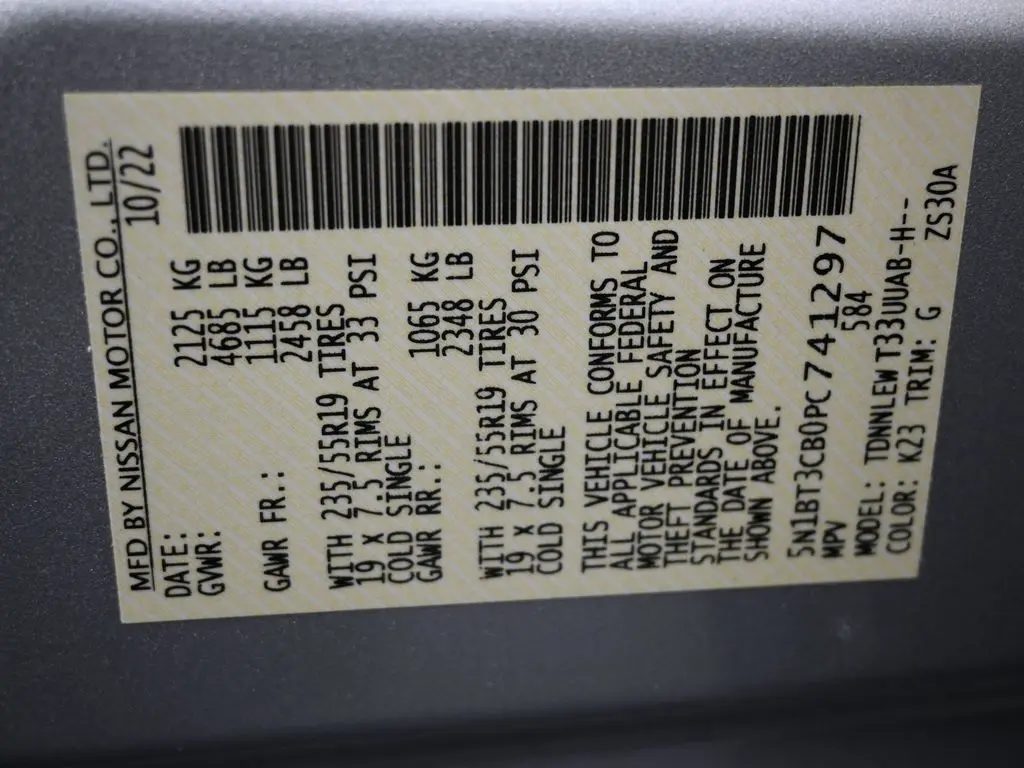 MFD BY NISSAN MOTOR CO.,LTD.
DATE: 10/22
GVWR: 2125 KG
4685 LB
GAWR FR.: 1115 KG
2458 LB
WITH 235/55R19 TIRES
19 X 7.5 RIMS AT 33 PSI
COLD SINGLE
GAWR RR.: 1065 KG
2348 LB
WITH 235/55R19 TIRES
19 X 7.5 RIMS AT 30 PSI
COLD SINGLE
THIS VEHICLE CONFORMS TO
ALL APPLICABLE FEDERAL
MOTOR VEHICLE SAFETY AND
THEFT PREVENTION
STANDARDS IN EFFECT ON
THE DATE OF MANUFACTURE
SHOWN ABOVE.
5N1BT3CB0PC741297
MPV 584
MODEL: TDNNLEW T33UUAB-H--
COLOR: K23 TRIM: G ZS30A